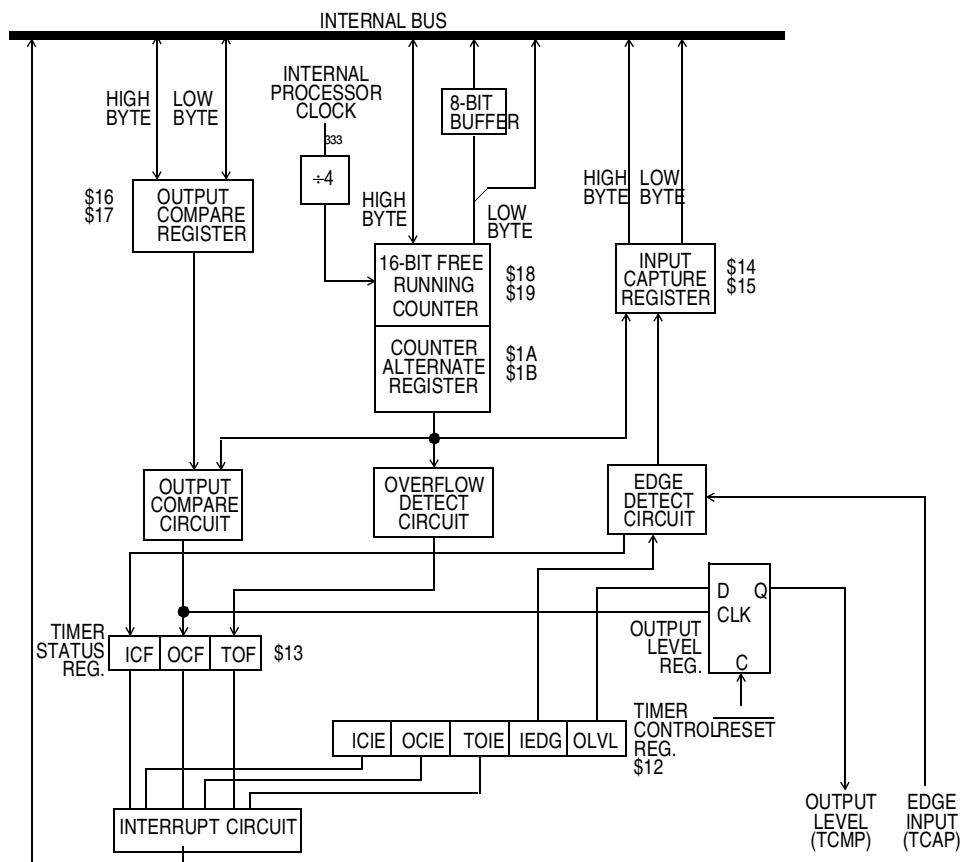 INTERNAL BUS
HIGH
BYTE
LOW
BYTE
INTERNAL
PROCESSOR
CLOCK
333
÷4
8-BIT
BUFFER
HIGH
BYTE
LOW
BYTE
HIGH
BYTE
LOW
BYTE
$16
$17
OUTPUT
COMPARE
REGISTER
16-BIT FREE
RUNNING
COUNTER
$18
$19
COUNTER
ALTERNATE
REGISTER
$1A
$1B
INPUT
CAPTURE
REGISTER
$14
$15
OUTPUT
COMPARE
CIRCUIT
OVERFLOW
DETECT
CIRCUIT
EDGE
DETECT
CIRCUIT
TIMER
STATUS
REG.
ICF OCF TOF
$13
OUTPUT
LEVEL
REG.
D Q
CLK
C
RESET
ICIE OCIE TOIE IEDG OLVL
TIMER
CONTROL
REG.
$12
INTERRUPT CIRCUIT
OUTPUT
LEVEL
(TCMP)
EDGE
INPUT
(TCAP)